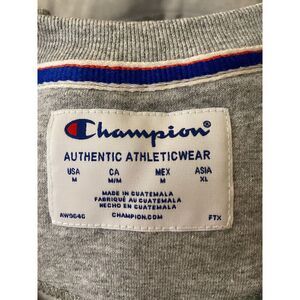 Champion®
AUTHENTIC ATHLETICWEAR
USA CA MEX ASIA
M M/M M XL
MADE IN GUATEMALA
FABRIQUÉ AU GUATEMALA
HECHO EN GUATEMALA
CHAMPION.COM FTX